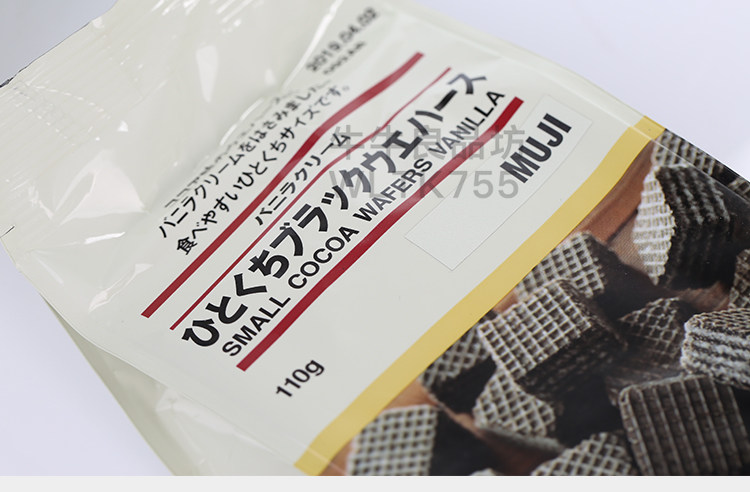 2019.04.02
バニラクリームをはさみました
食べやすいひとくちサイズです。
バニラクリーム
ひとくちブラックウエハース
SMALL COCOA WAFERS VANILLA
MUJI
110g